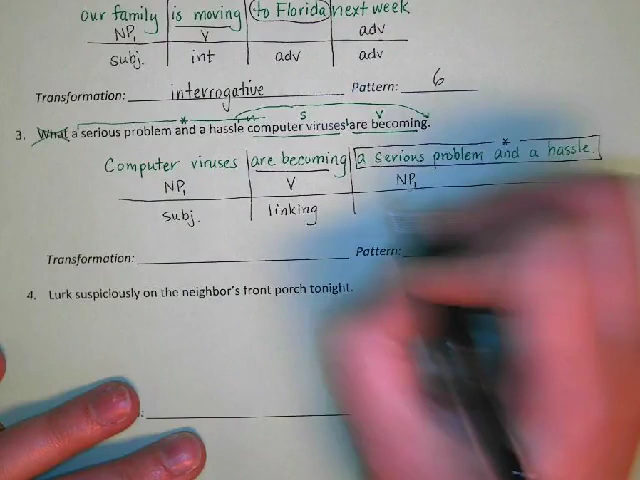 our family is moving to Florida next week
NP₁ V adv
subj. int adv adv
Transformation: interrogative Pattern: 6
* S V
3. What a serious problem and a hassle computer viruses are becoming.
*
Computer viruses are becoming a serious problem and a hassle.
NP₁ V NP₁
subj. linking
Transformation: Pattern:
4. Lurk suspiciously on the neighbor's front porch tonight.